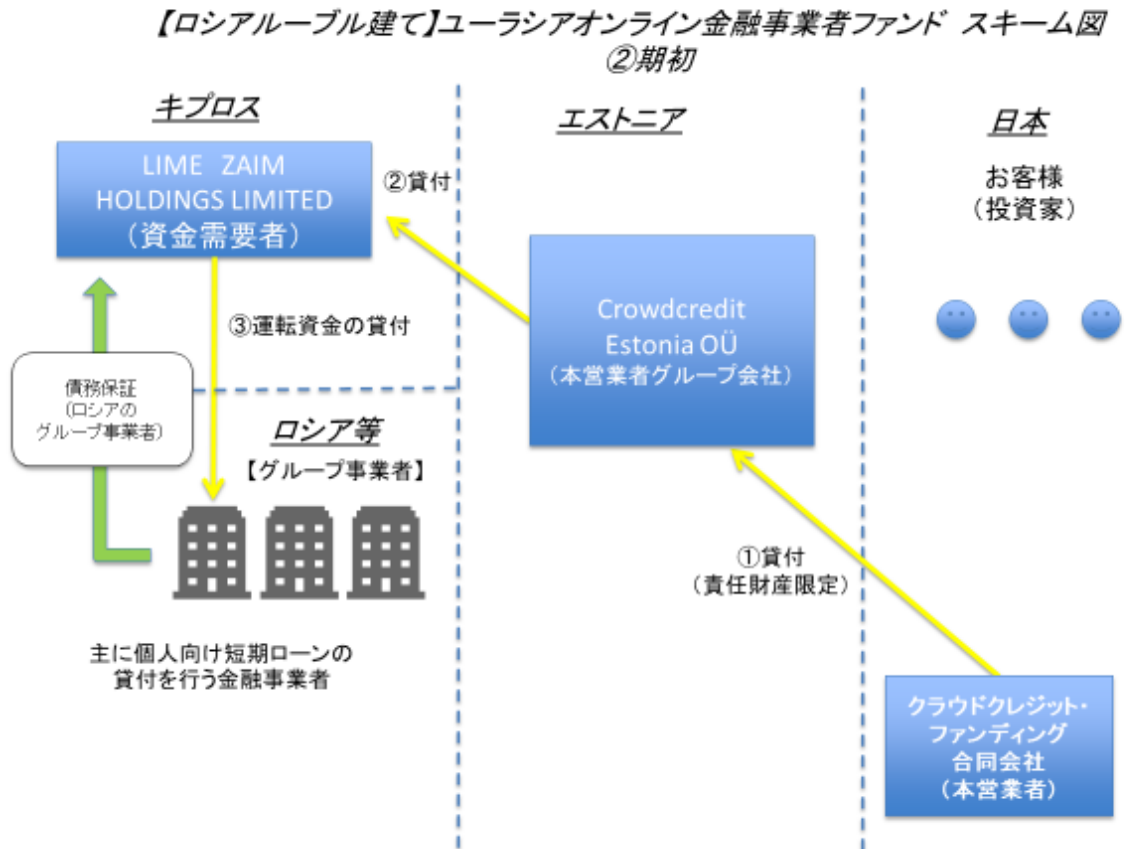 【ロシアルーブル建て】ユーラシアオンライン金融事業者ファンド スキーム図
②期初
キプロス
エストニア
日本
LIME ZAIM
HOLDINGS LIMITED
(資金需要者)
②貸付
お客様
(投資家)
Crowdcredit
Estonia OÜ
(本営業者グループ会社)
③運転資金の貸付
債務保証
(ロシアの
グループ事業者)
ロシア等
【グループ事業者】
①貸付
(責任財産限定)
主に個人向け短期ローンの
貸付を行う金融事業者
クラウドクレジット・
ファンディング
合同会社
(本営業者)